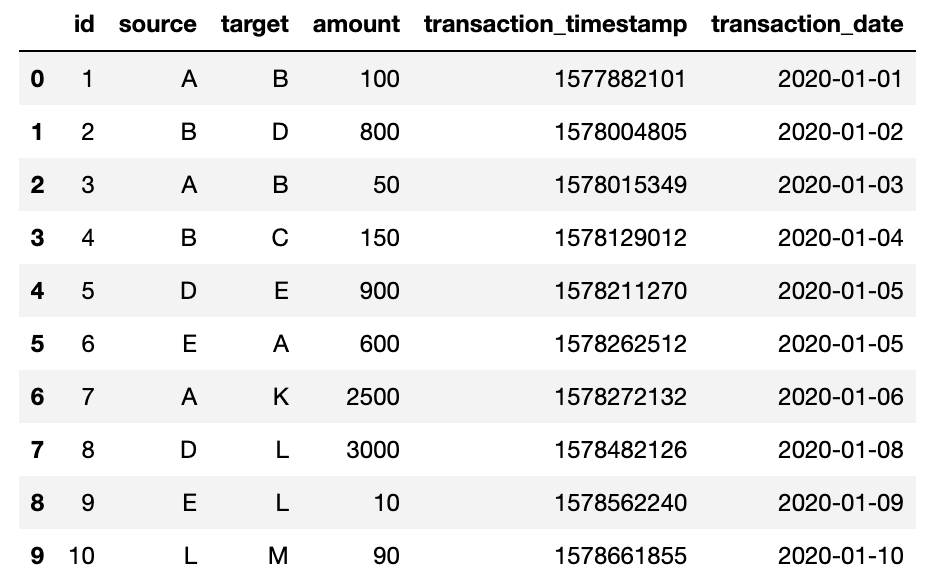 id source target amount transaction_timestamp transaction_date
0 1 A B 100 1577882101 2020-01-01
1 2 B D 800 1578004805 2020-01-02
2 3 A B 50 1578015349 2020-01-03
3 4 B C 150 1578129012 2020-01-04
4 5 D E 900 1578211270 2020-01-05
5 6 E A 600 1578262512 2020-01-05
6 7 A K 2500 1578272132 2020-01-06
7 8 D L 3000 1578482126 2020-01-08
8 9 E L 10 1578562240 2020-01-09
9 10 L M 90 1578661855 2020-01-10